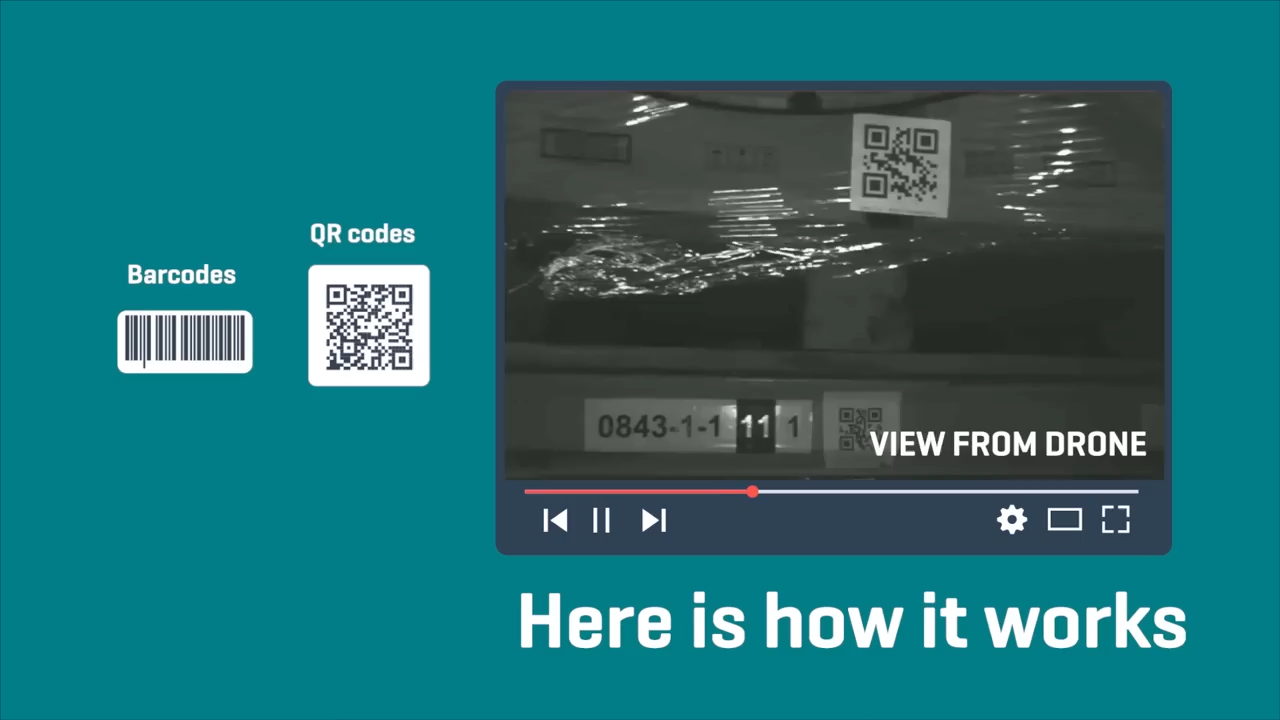 QR codes
Barcodes
0843-1-1 11 1
VIEW FROM DRONE
Here is how it works